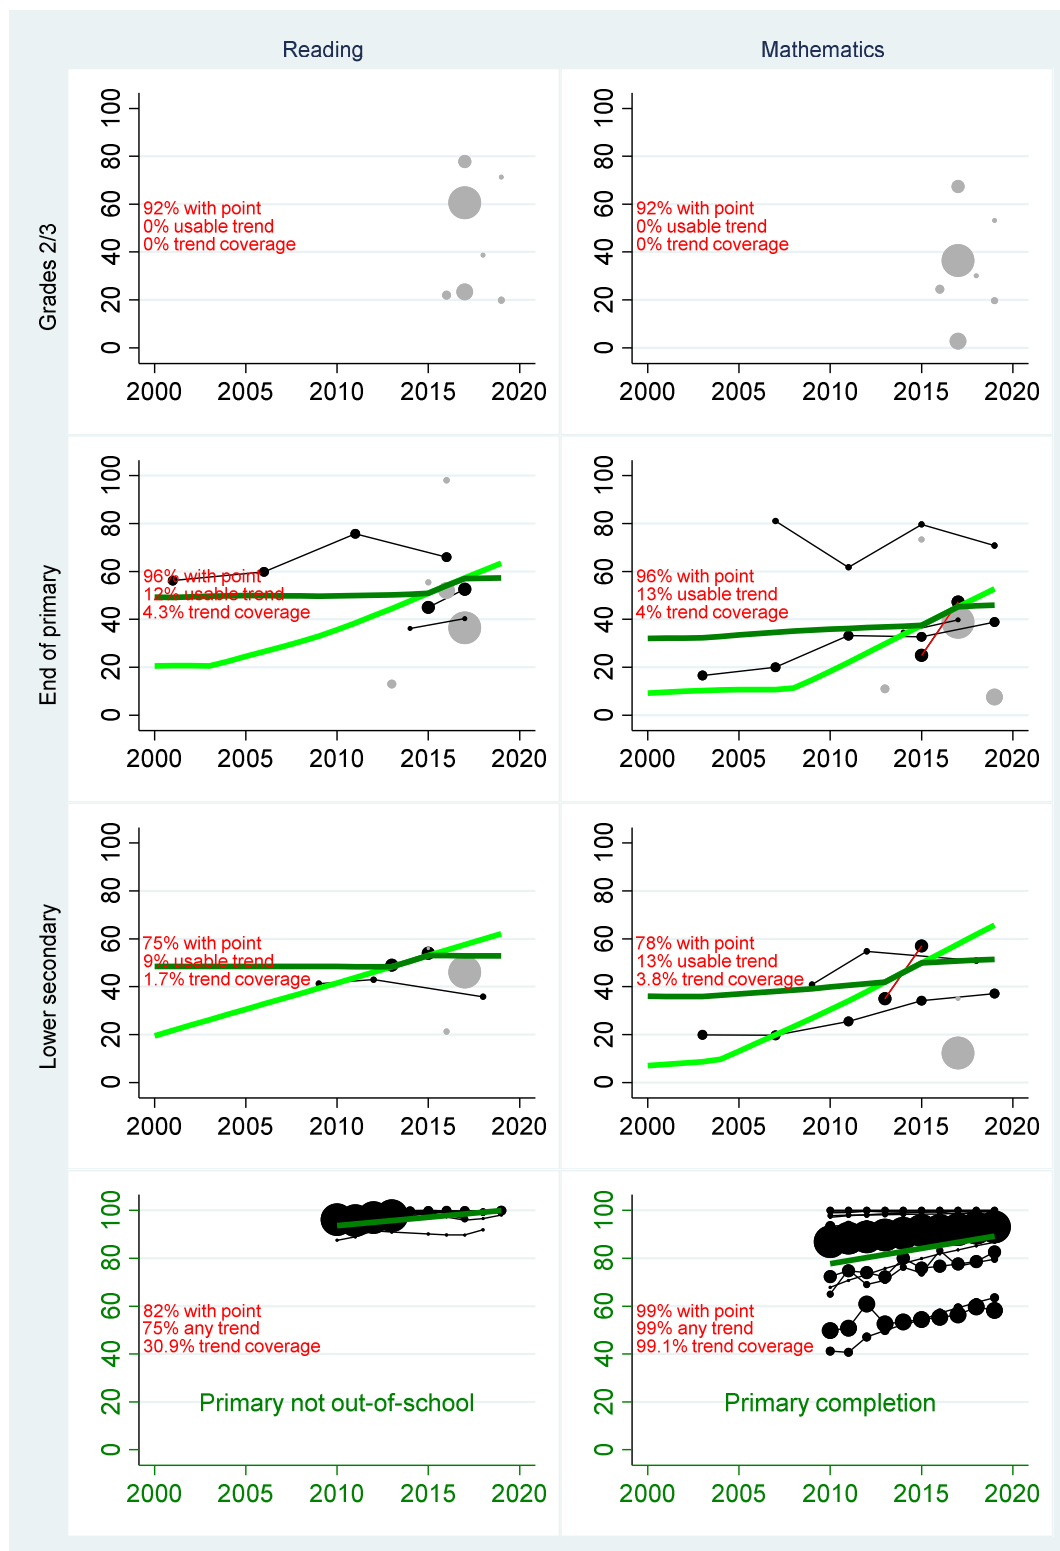 Reading
Mathematics
Grades 2/3
100
80
60
40
20
0
92% with point
0% usable trend
0% trend coverage
2000 2005 2010 2015 2020
100
80
60
40
20
0
92% with point
0% usable trend
0% trend coverage
2000 2005 2010 2015 2020
End of primary
100
80
60
40
20
0
96% with point
12% usable trend
4.3% trend coverage
2000 2005 2010 2015 2020
100
80
60
40
20
0
96% with point
13% usable trend
4% trend coverage
2000 2005 2010 2015 2020
Lower secondary
100
80
60
40
20
0
75% with point
9% usable trend
1.7% trend coverage
2000 2005 2010 2015 2020
100
80
60
40
20
0
78% with point
13% usable trend
3.8% trend coverage
2000 2005 2010 2015 2020
100
80
60
40
20
0
82% with point
75% any trend
30.9% trend coverage
Primary not out-of-school
2000 2005 2010 2015 2020
100
80
60
40
20
0
99% with point
99% any trend
99.1% trend coverage
Primary completion
2000 2005 2010 2015 2020